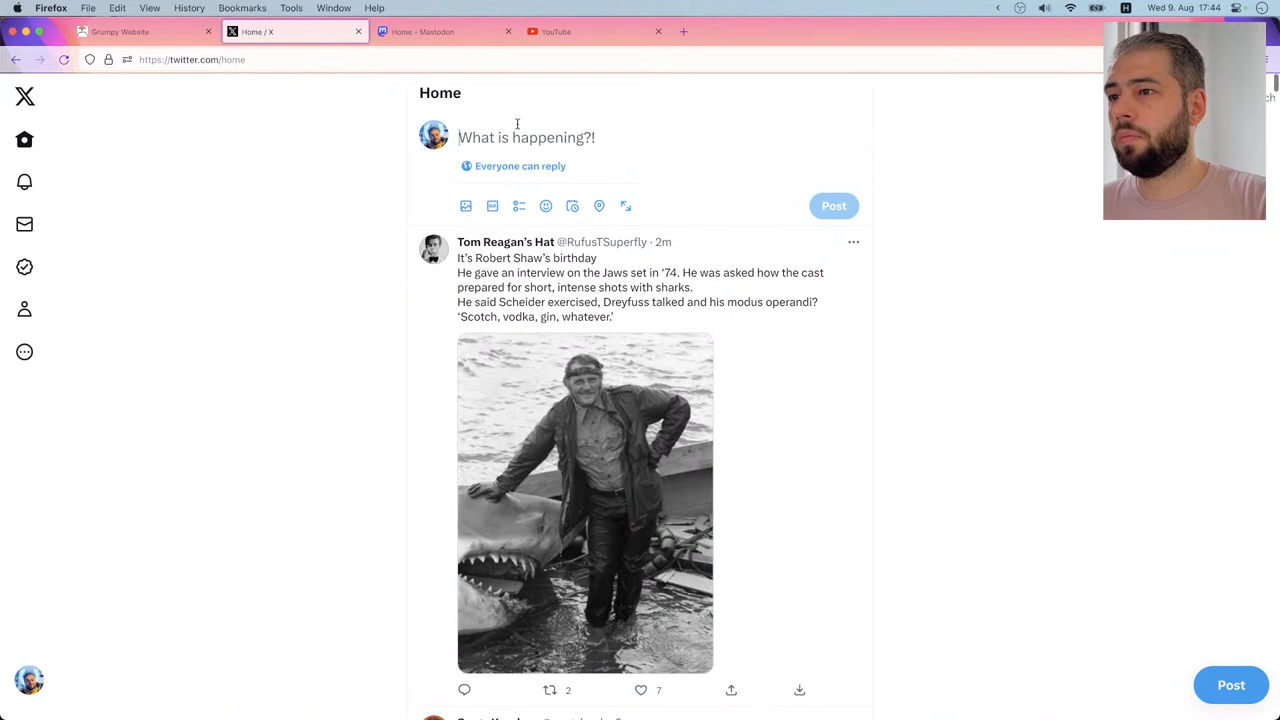 Firefox File Edit View History Bookmarks Tools Window Help
Wed 9. Aug 17:44
Grumpy Website
Home / X
Home - Mastodon
YouTube
https://twitter.com/home
Home
What is happening?!
Everyone can reply
GIF
Post
Tom Reagan’s Hat @RufusTSuperfly · 2m
It’s Robert Shaw’s birthday
He gave an interview on the Jaws set in ‘74. He was asked how the cast
prepared for short, intense shots with sharks.
He said Scheider exercised, Dreyfuss talked and his modus operandi?
‘Scotch, vodka, gin, whatever.’
2
7
Post